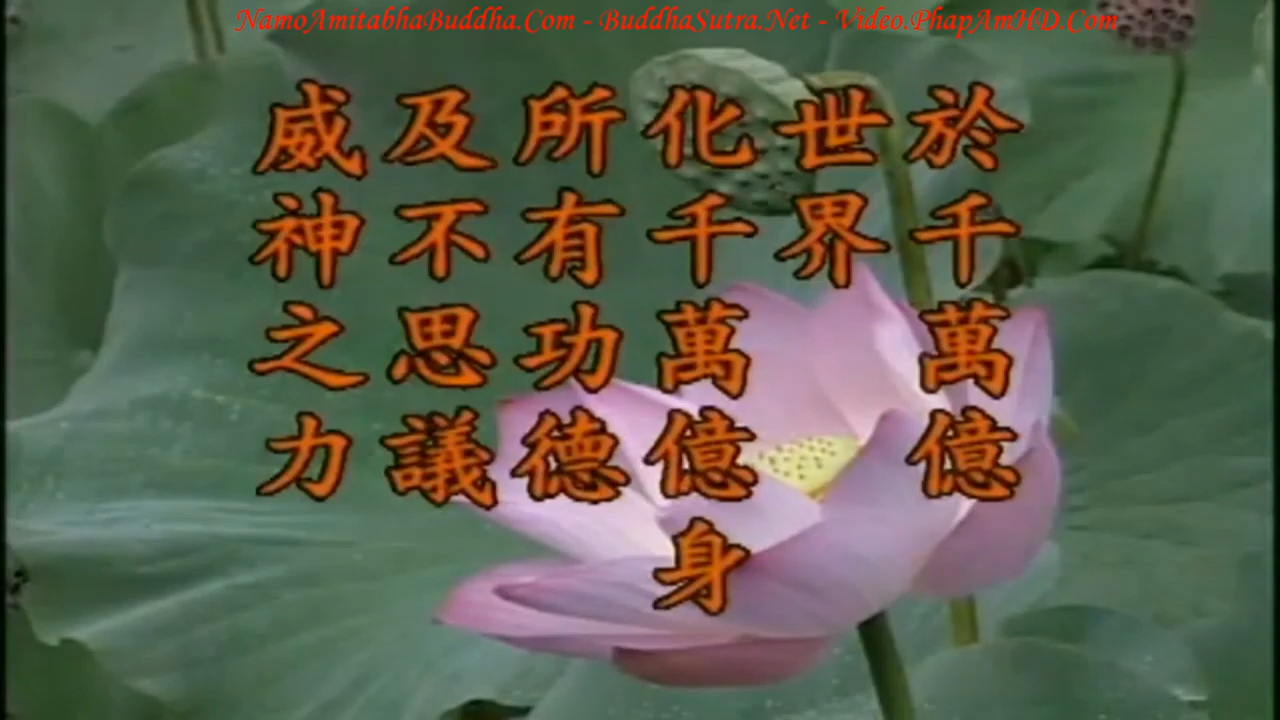 NamoAmitabhaBuddha.Com - BuddhaSutra.Net - Video.PhapAmHD.Com
於千萬億
世界
化千萬億身
所有功德
及不思議
威神之力